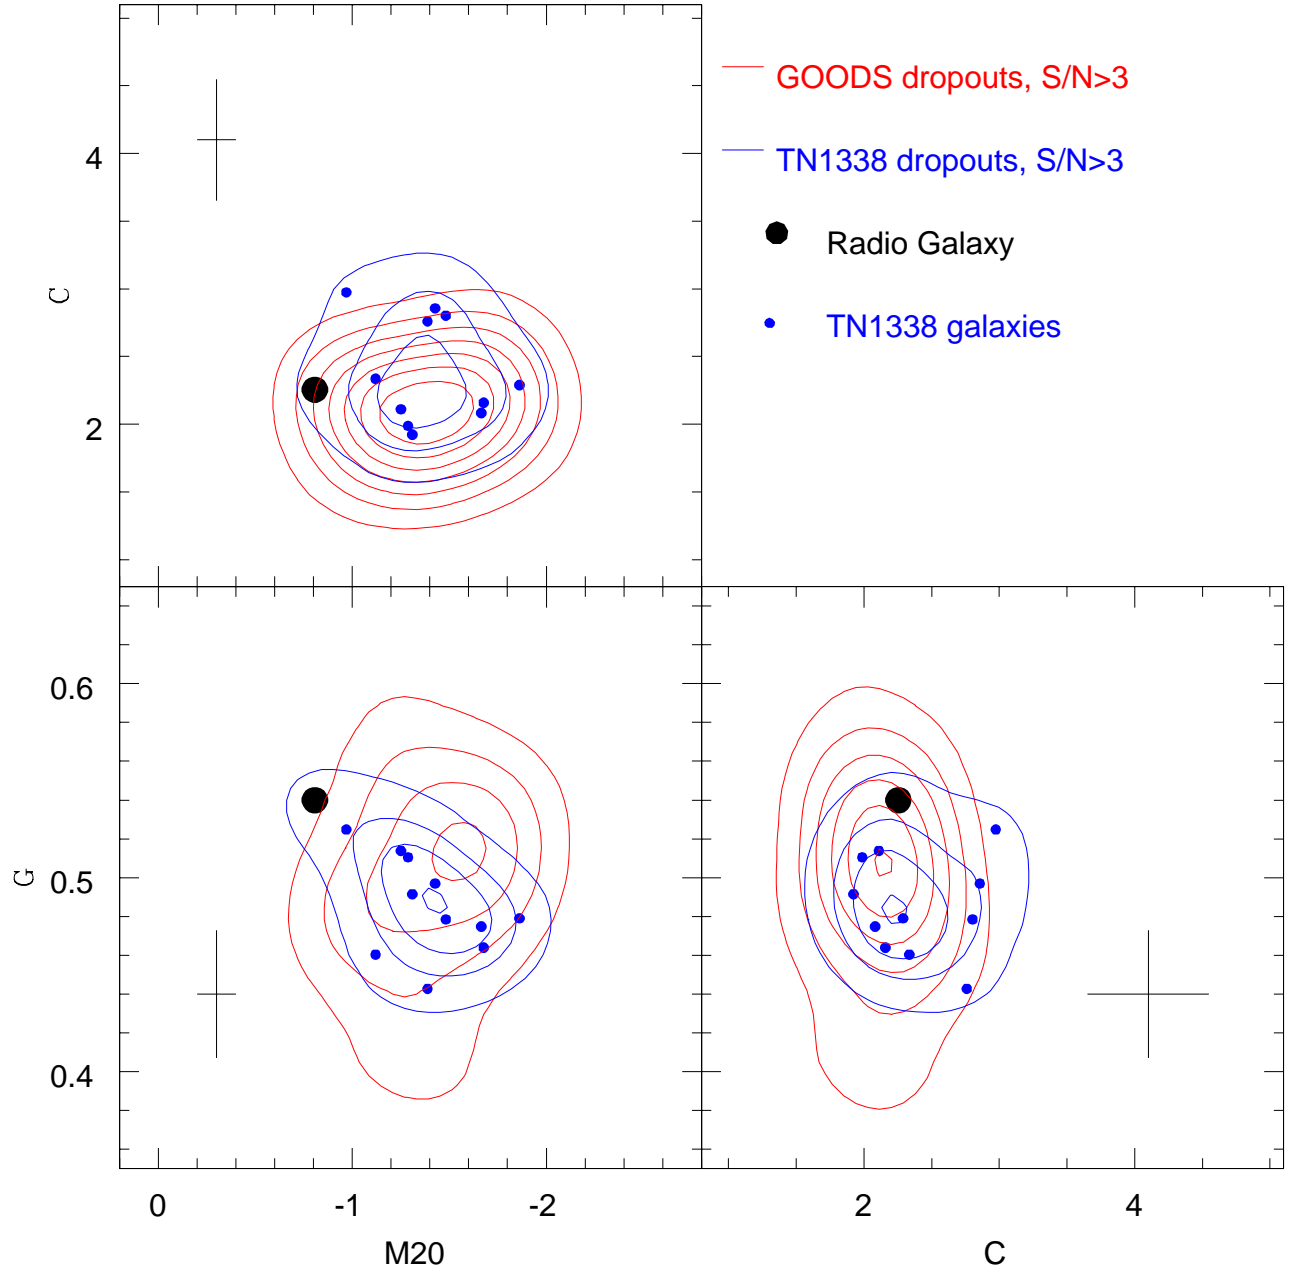 GOODS dropouts, S/N>3
TN1338 dropouts, S/N>3
Radio Galaxy
TN1338 galaxies
4
2
C
0.6
0.5
0.4
G
0
-1
-2
M20
2
4
C